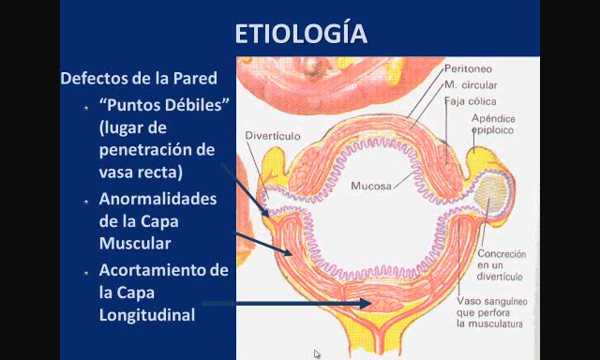 ETIOLOGÍA
Defectos de la Pared
“Puntos Débiles”
(lugar de
penetración de
vasa recta)
Anormalidades
de la Capa
Muscular
Acortamiento de
la Capa
Longitudinal
Peritoneo
M. circular
Faja cólica
Apéndice
epiploico
Divertículo
Mucosa
Concreción
en un
divertículo
Vaso sanguíneo
que perfora
la musculatura